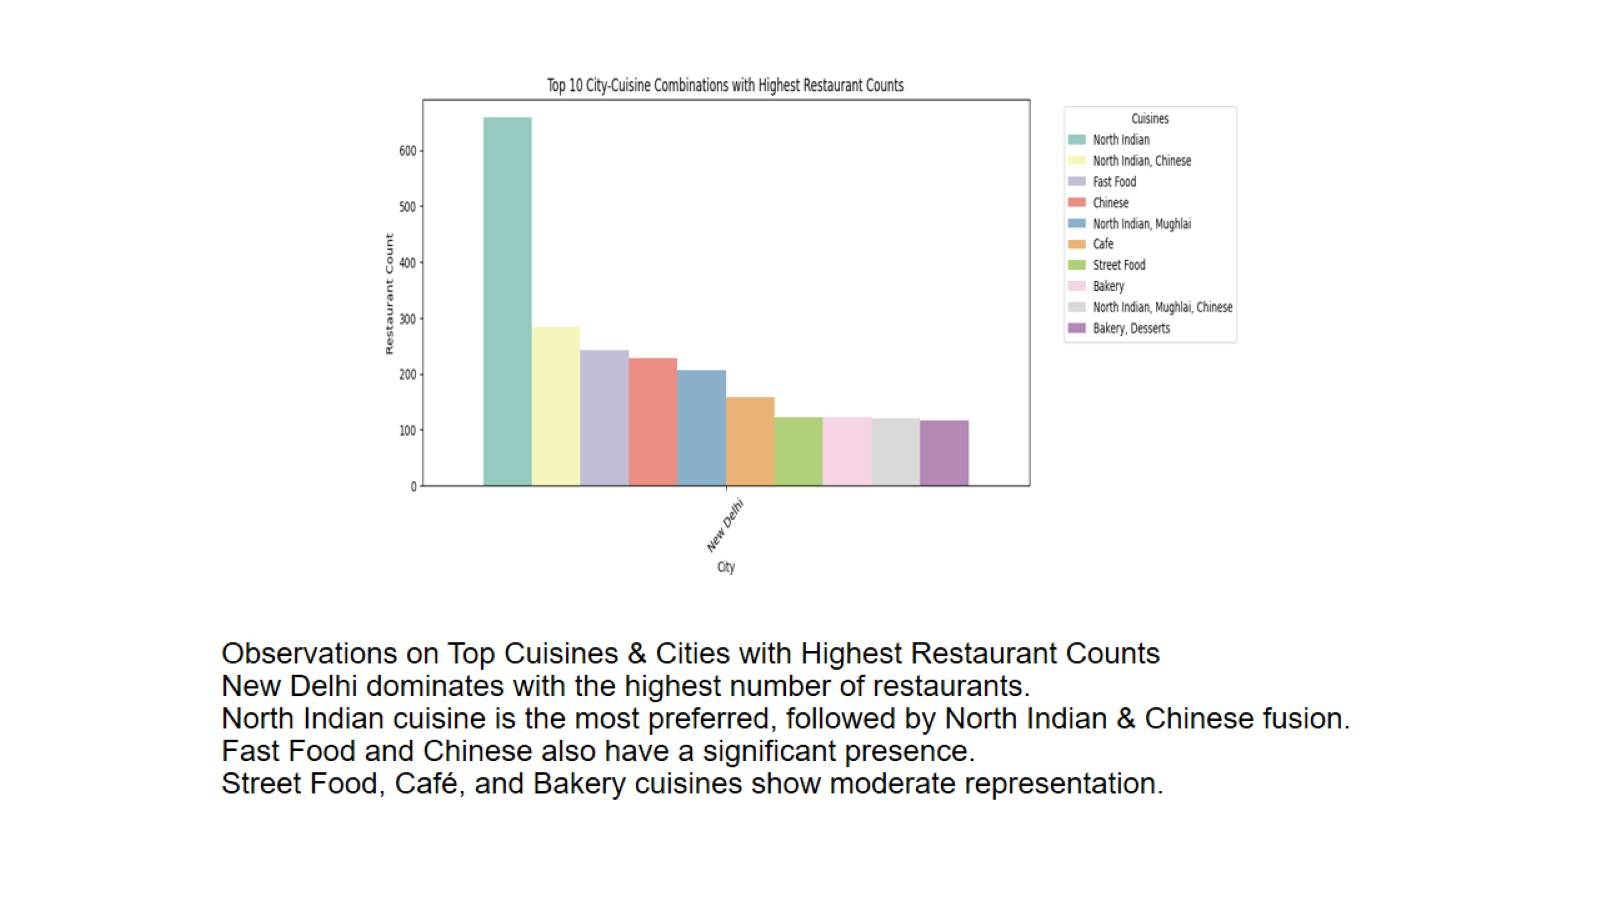 Top 10 City-Cuisine Combinations with Highest Restaurant Counts
Restaurant Count
600
500
400
300
200
100
0
New Delhi
City
Cuisines
North Indian
North Indian, Chinese
Fast Food
Chinese
North Indian, Mughlai
Cafe
Street Food
Bakery
North Indian, Mughlai, Chinese
Bakery, Desserts
Observations on Top Cuisines & Cities with Highest Restaurant Counts
New Delhi dominates with the highest number of restaurants.
North Indian cuisine is the most preferred, followed by North Indian & Chinese fusion.
Fast Food and Chinese also have a significant presence.
Street Food, Café, and Bakery cuisines show moderate representation.